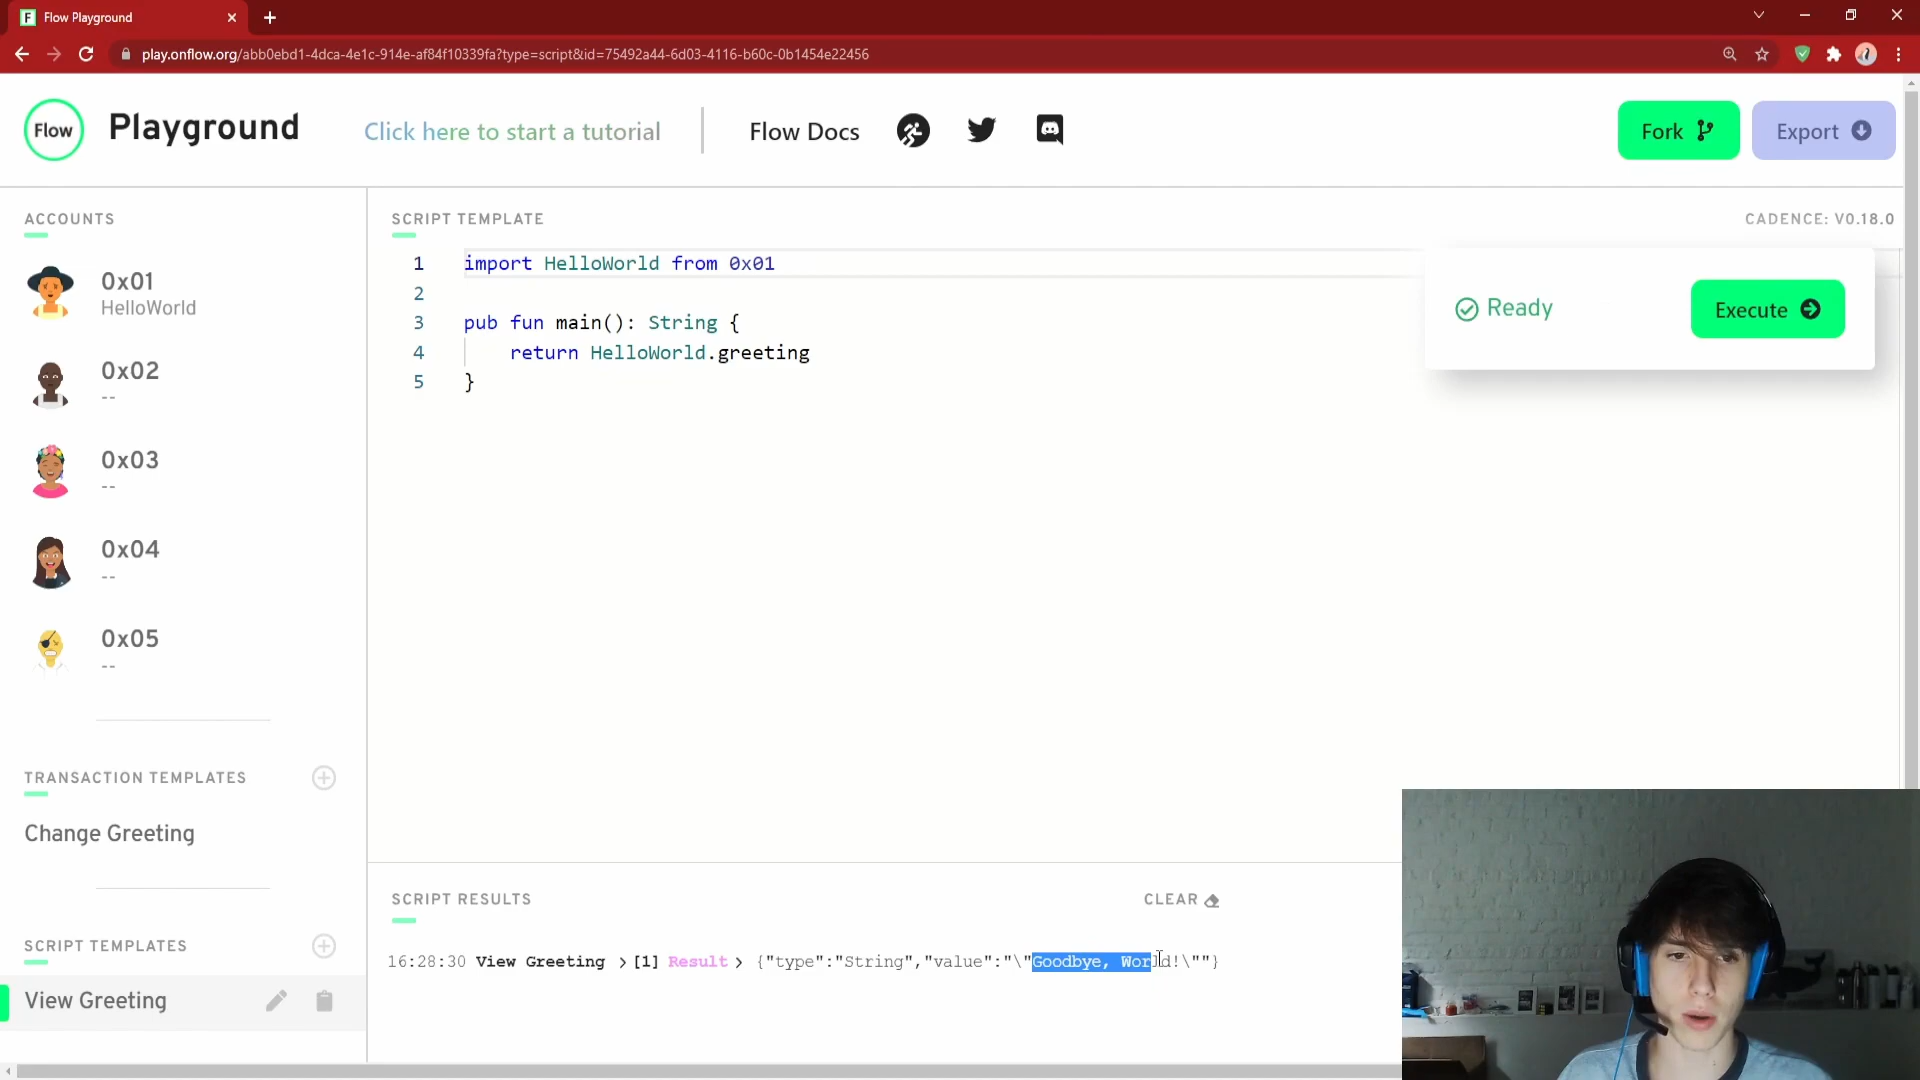 Flow Playground
play.onflow.org/abb0ebd1-4dca-4e1c-914e-af84f10339fa?type=script&id=75492a44-6d03-4116-b60c-0b1454e22456
Flow
Playground
Click here to start a tutorial
Flow Docs
Fork
Export
ACCOUNTS
0x01
HelloWorld
0x02
--
0x03
--
0x04
--
0x05
--
TRANSACTION TEMPLATES
Change Greeting
SCRIPT TEMPLATES
View Greeting
SCRIPT TEMPLATE
CADENCE: V0.18.0
1 import HelloWorld from 0x01
2
3 pub fun main(): String {
4 return HelloWorld.greeting
5 }
Ready
Execute
SCRIPT RESULTS
CLEAR
16:28:30 View Greeting > [1] Result > {"type":"String","value":"\"Goodbye, World!\""}